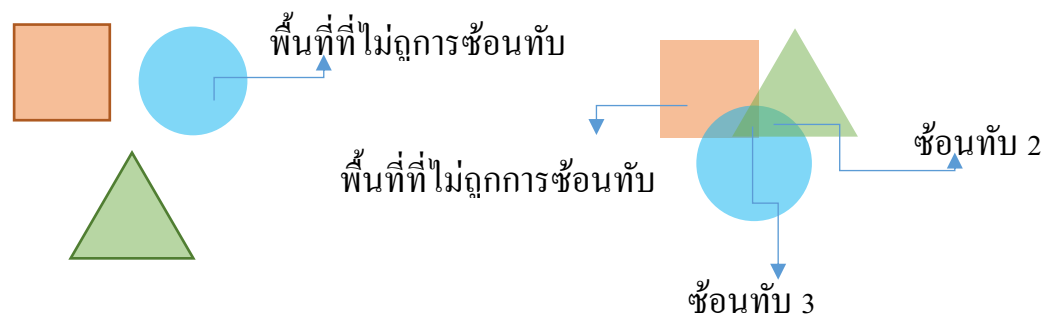 พื้นที่ที่ไม่ถูการซ้อนทับ
พื้นที่ที่ไม่ถูกการซ้อนทับ
ซ้อนทับ 2
ซ้อนทับ 3